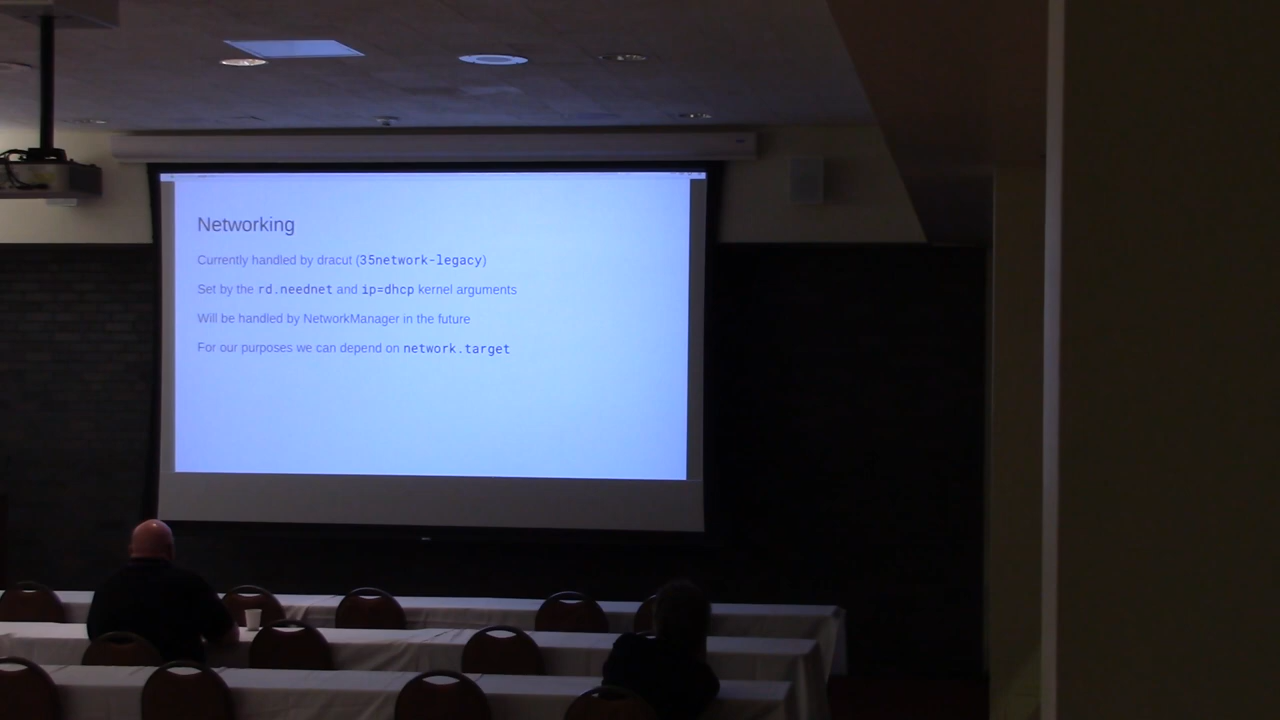 Networking
Currently handled by dracut (35network-legacy)
Set by the rd.neednet and ip=dhcp kernel arguments
Will be handled by NetworkManager in the future
For our purposes we can depend on network.target